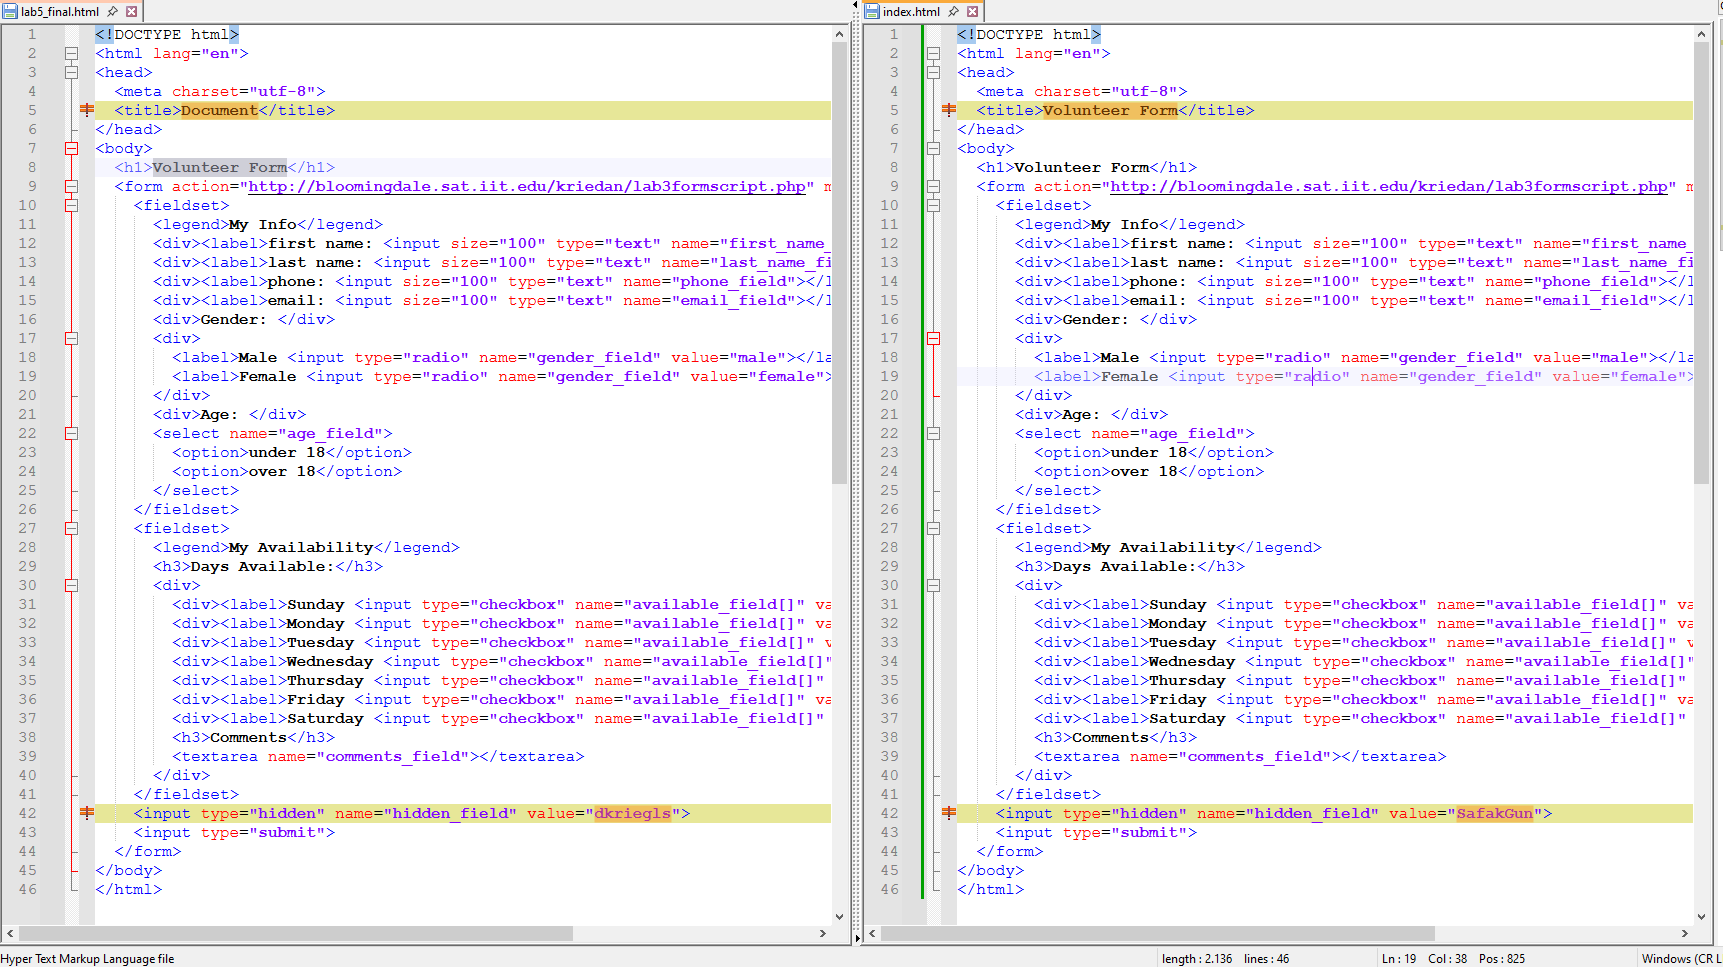 lab5_final.html
1 <!DOCTYPE html>
2 <html lang="en">
3 <head>
4 <meta charset="utf-8">
5 <title>Document</title>
6 </head>
7 <body>
8 <h1>Volunteer Form</h1>
9 <form action="http://bloomingdale.sat.iit.edu/kriedan/lab3formscript.php" m
10 <fieldset>
11 <legend>My Info</legend>
12 <div><label>first name: <input size="100" type="text" name="first_name_
13 <div><label>last name: <input size="100" type="text" name="last_name_fi
14 <div><label>phone: <input size="100" type="text" name="phone_field"></l
15 <div><label>email: <input size="100" type="text" name="email_field"></l
16 <div>Gender: </div>
17 <div>
18 <label>Male <input type="radio" name="gender_field" value="male"></la
19 <label>Female <input type="radio" name="gender_field" value="female">
20 </div>
21 <div>Age: </div>
22 <select name="age_field">
23 <option>under 18</option>
24 <option>over 18</option>
25 </select>
26 </fieldset>
27 <fieldset>
28 <legend>My Availability</legend>
29 <h3>Days Available:</h3>
30 <div>
31 <div><label>Sunday <input type="checkbox" name="available_field[]" va
32 <div><label>Monday <input type="checkbox" name="available_field[]" va
33 <div><label>Tuesday <input type="checkbox" name="available_field[]" v
34 <div><label>Wednesday <input type="checkbox" name="available_field[]"
35 <div><label>Thursday <input type="checkbox" name="available_field[]"
36 <div><label>Friday <input type="checkbox" name="available_field[]" va
37 <div><label>Saturday <input type="checkbox" name="available_field[]"
38 <h3>Comments</h3>
39 <textarea name="comments_field"></textarea>
40 </div>
41 </fieldset>
42 <input type="hidden" name="hidden_field" value="dkriegls">
43 <input type="submit">
44 </form>
45 </body>
46 </html>
index.html
1 <!DOCTYPE html>
2 <html lang="en">
3 <head>
4 <meta charset="utf-8">
5 <title>Volunteer Form</title>
6 </head>
7 <body>
8 <h1>Volunteer Form</h1>
9 <form action="http://bloomingdale.sat.iit.edu/kriedan/lab3formscript.php" m
10 <fieldset>
11 <legend>My Info</legend>
12 <div><label>first name: <input size="100" type="text" name="first_name_
13 <div><label>last name: <input size="100" type="text" name="last_name_fi
14 <div><label>phone: <input size="100" type="text" name="phone_field"></l
15 <div><label>email: <input size="100" type="text" name="email_field"></l
16 <div>Gender: </div>
17 <div>
18 <label>Male <input type="radio" name="gender_field" value="male"></la
19 <label>Female <input type="radio" name="gender_field" value="female">
20 </div>
21 <div>Age: </div>
22 <select name="age_field">
23 <option>under 18</option>
24 <option>over 18</option>
25 </select>
26 </fieldset>
27 <fieldset>
28 <legend>My Availability</legend>
29 <h3>Days Available:</h3>
30 <div>
31 <div><label>Sunday <input type="checkbox" name="available_field[]" va
32 <div><label>Monday <input type="checkbox" name="available_field[]" va
33 <div><label>Tuesday <input type="checkbox" name="available_field[]" v
34 <div><label>Wednesday <input type="checkbox" name="available_field[]"
35 <div><label>Thursday <input type="checkbox" name="available_field[]"
36 <div><label>Friday <input type="checkbox" name="available_field[]" va
37 <div><label>Saturday <input type="checkbox" name="available_field[]"
38 <h3>Comments</h3>
39 <textarea name="comments_field"></textarea>
40 </div>
41 </fieldset>
42 <input type="hidden" name="hidden_field" value="SafakGun">
43 <input type="submit">
44 </form>
45 </body>
46 </html>
Hyper Text Markup Language file length : 2.136 lines : 46 Ln : 19 Col : 38 Pos : 825 Windows (CR L